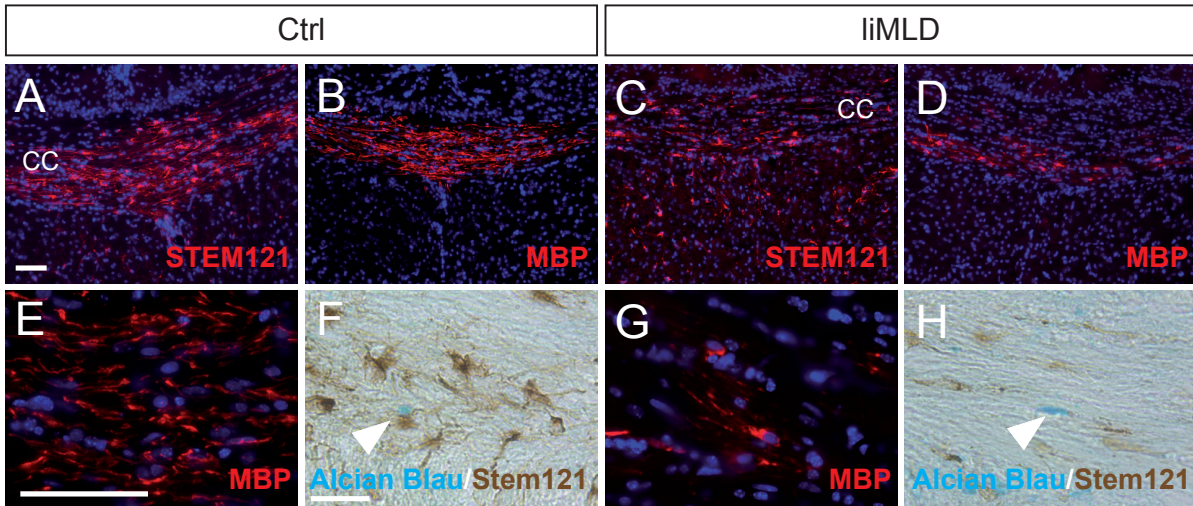 Ctrl
liMLD
A
CC
STEM121
B
MBP
C
CC
STEM121
D
MBP
E
MBP
F
Alcian Blau/Stem121
G
MBP
H
Alcian Blau/Stem121